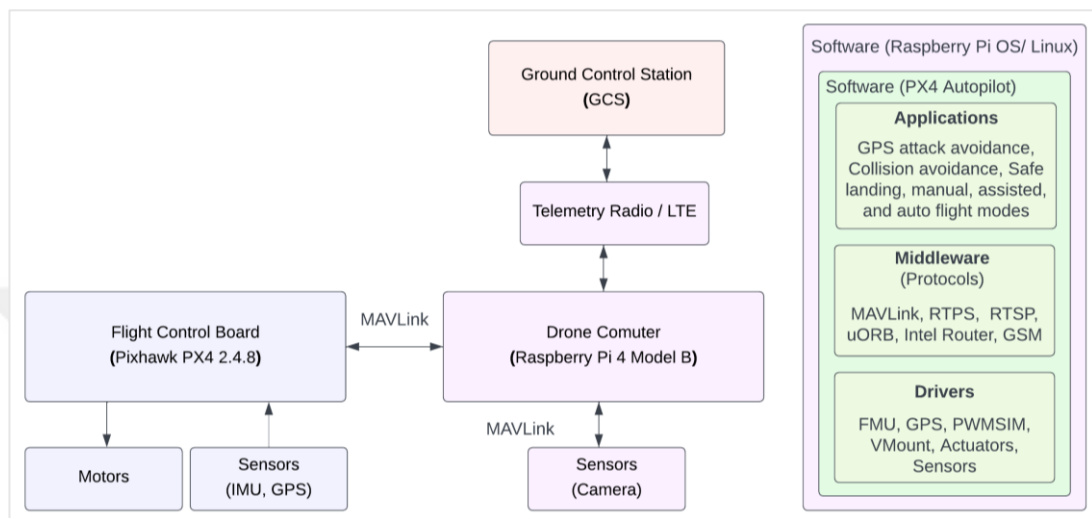 Ground Control Station
(GCS)
Telemetry Radio / LTE
Flight Control Board
(Pixhawk PX4 2.4.8)
MAVLink
Drone Comuter
(Raspberry Pi 4 Model B)
MAVLink
Motors
Sensors
(IMU, GPS)
Sensors
(Camera)
Software (Raspberry Pi OS/ Linux)
Software (PX4 Autopilot)
Applications
GPS attack avoidance,
Collision avoidance, Safe
landing, manual, assisted,
and auto flight modes
Middleware
(Protocols)
MAVLink, RTPS, RTSP,
uORB, Intel Router, GSM
Drivers
FMU, GPS, PWMSIM,
VMount, Actuators,
Sensors